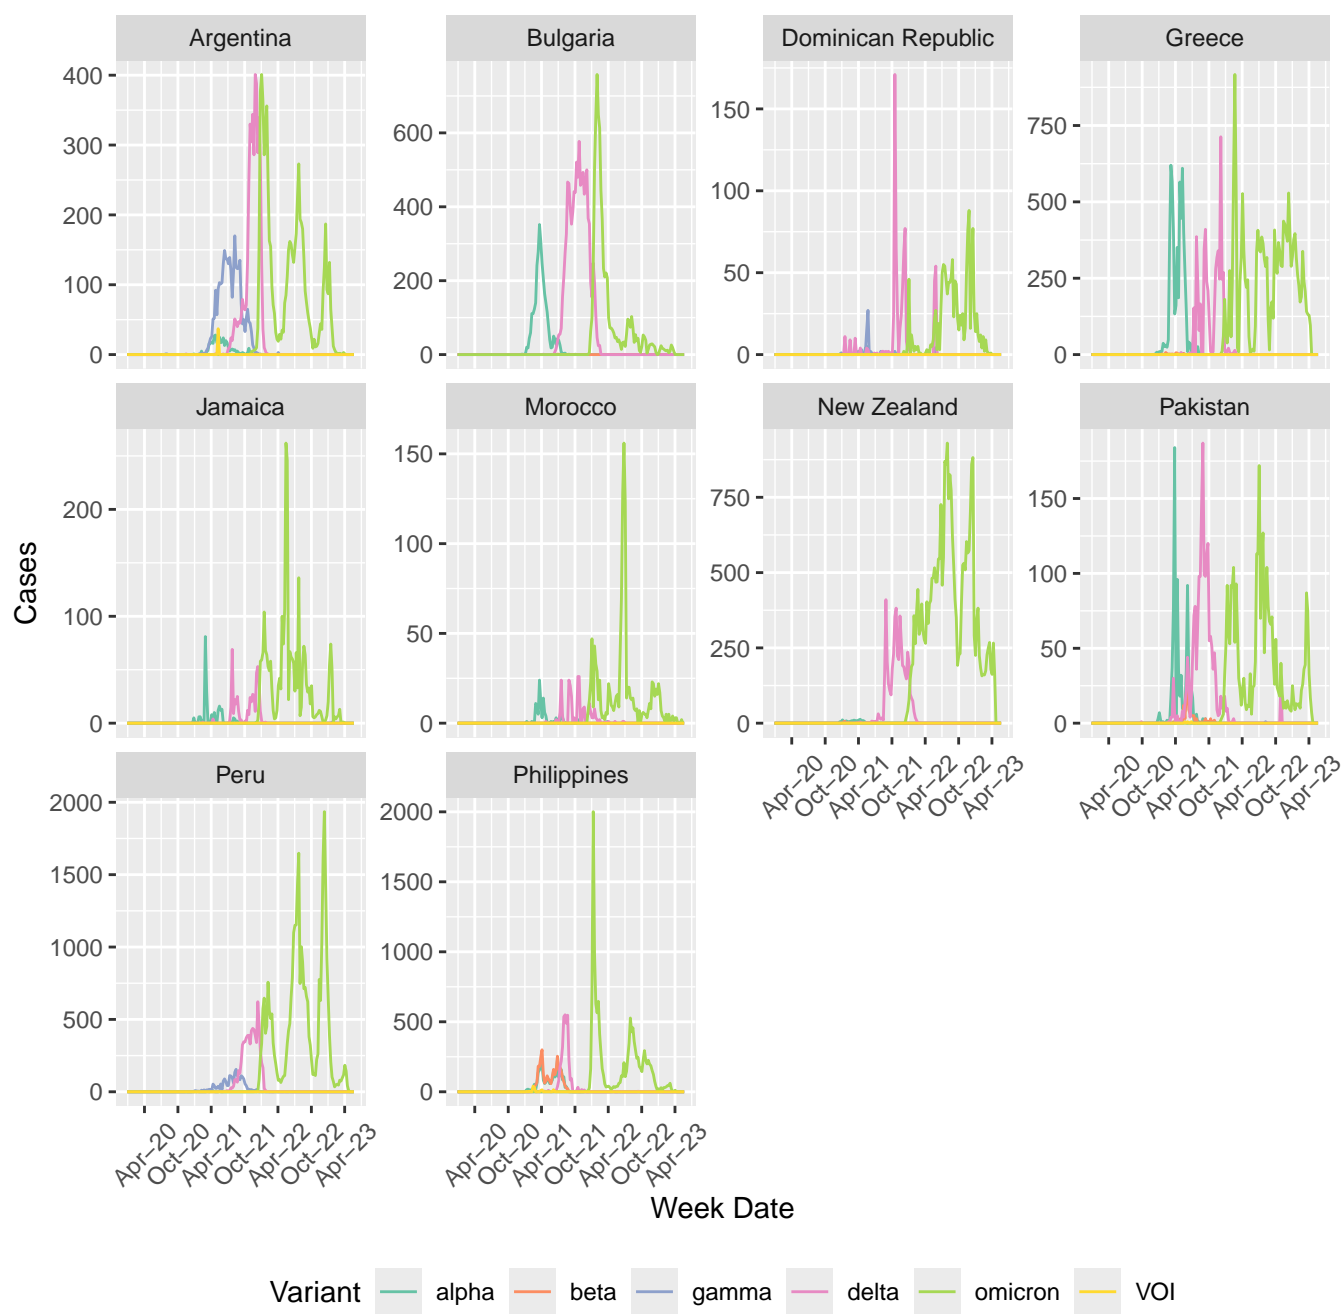 Argentina
Bulgaria
Dominican Republic
Greece
400
300
200
100
0
600
400
200
0
150
100
50
0
750
500
250
0
Jamaica
Morocco
New Zealand
Pakistan
200
100
0
150
100
50
0
750
500
250
0
150
100
50
0
Apr−20
Oct−20
Apr−21
Oct−21
Apr−22
Oct−22
Apr−23
Apr−20
Oct−20
Apr−21
Oct−21
Apr−22
Oct−22
Apr−23
Peru
Philippines
2000
1500
1000
500
0
2000
1500
1000
500
0
Apr−20
Oct−20
Apr−21
Oct−21
Apr−22
Oct−22
Apr−23
Apr−20
Oct−20
Apr−21
Oct−21
Apr−22
Oct−22
Apr−23
Cases
Week Date
Variant alpha beta gamma delta omicron VOI